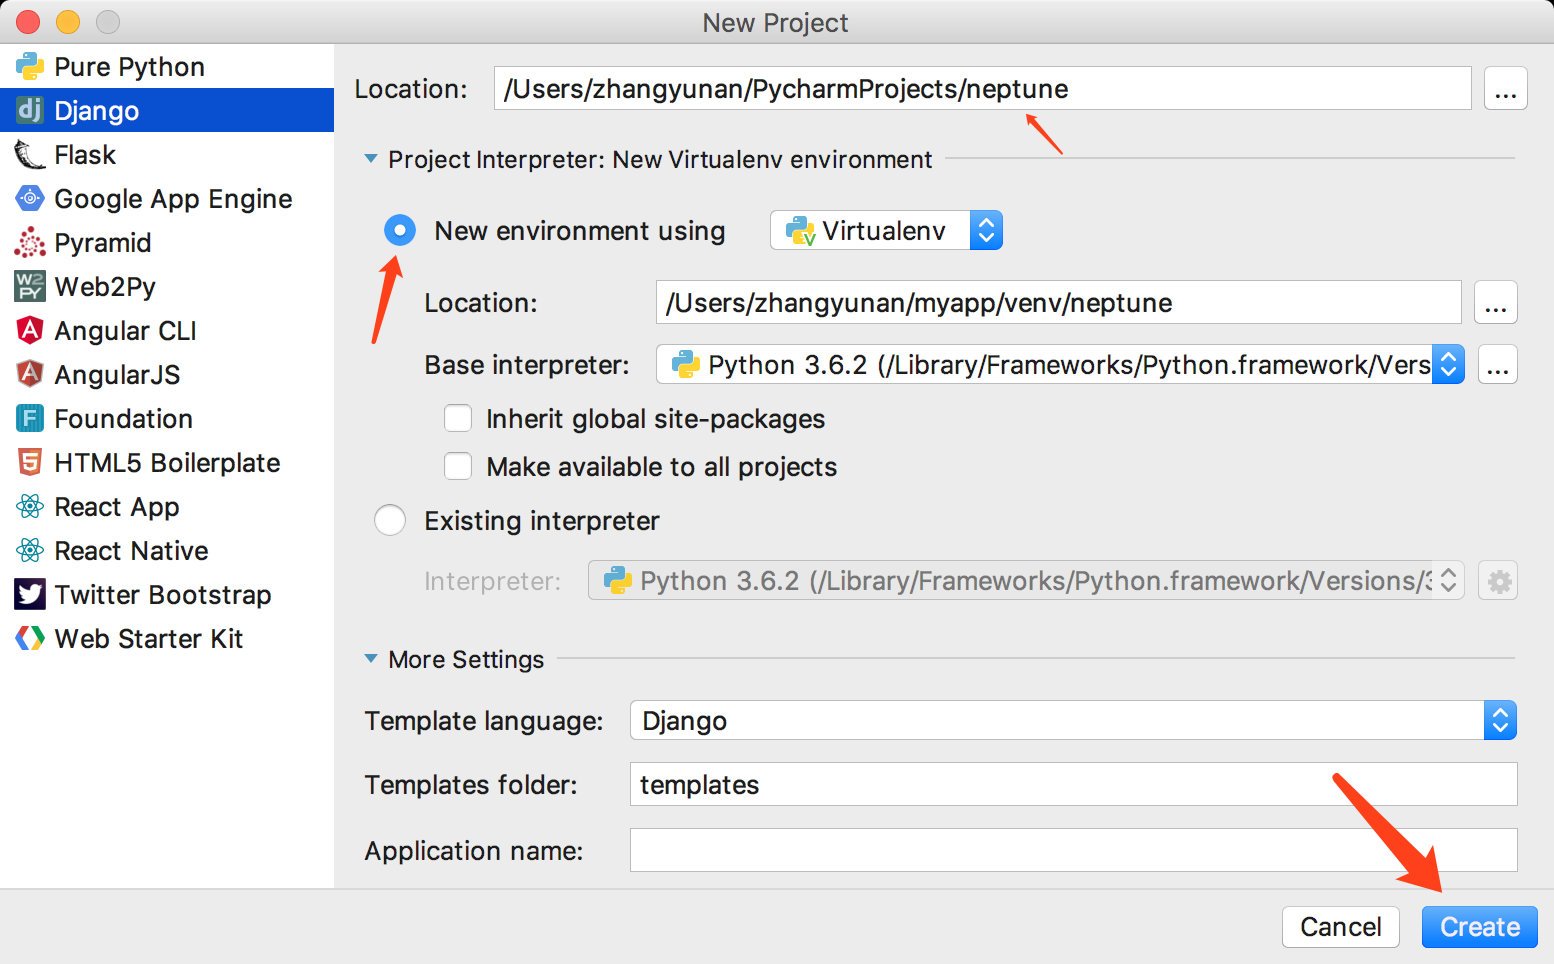 New Project
Pure Python
Django
Flask
Google App Engine
Pyramid
Web2Py
Angular CLI
AngularJS
Foundation
HTML5 Boilerplate
React App
React Native
Twitter Bootstrap
Web Starter Kit
Location: /Users/zhangyunan/PycharmProjects/neptune ...
Project Interpreter: New Virtualenv environment
New environment using Virtualenv
Location: /Users/zhangyunan/myapp/venv/neptune ...
Base interpreter: Python 3.6.2 (/Library/Frameworks/Python.framework/Vers ...
Inherit global site-packages
Make available to all projects
Existing interpreter
Interpreter: Python 3.6.2 (/Library/Frameworks/Python.framework/Versions/3
More Settings
Template language: Django
Templates folder: templates
Application name:
Cancel Create